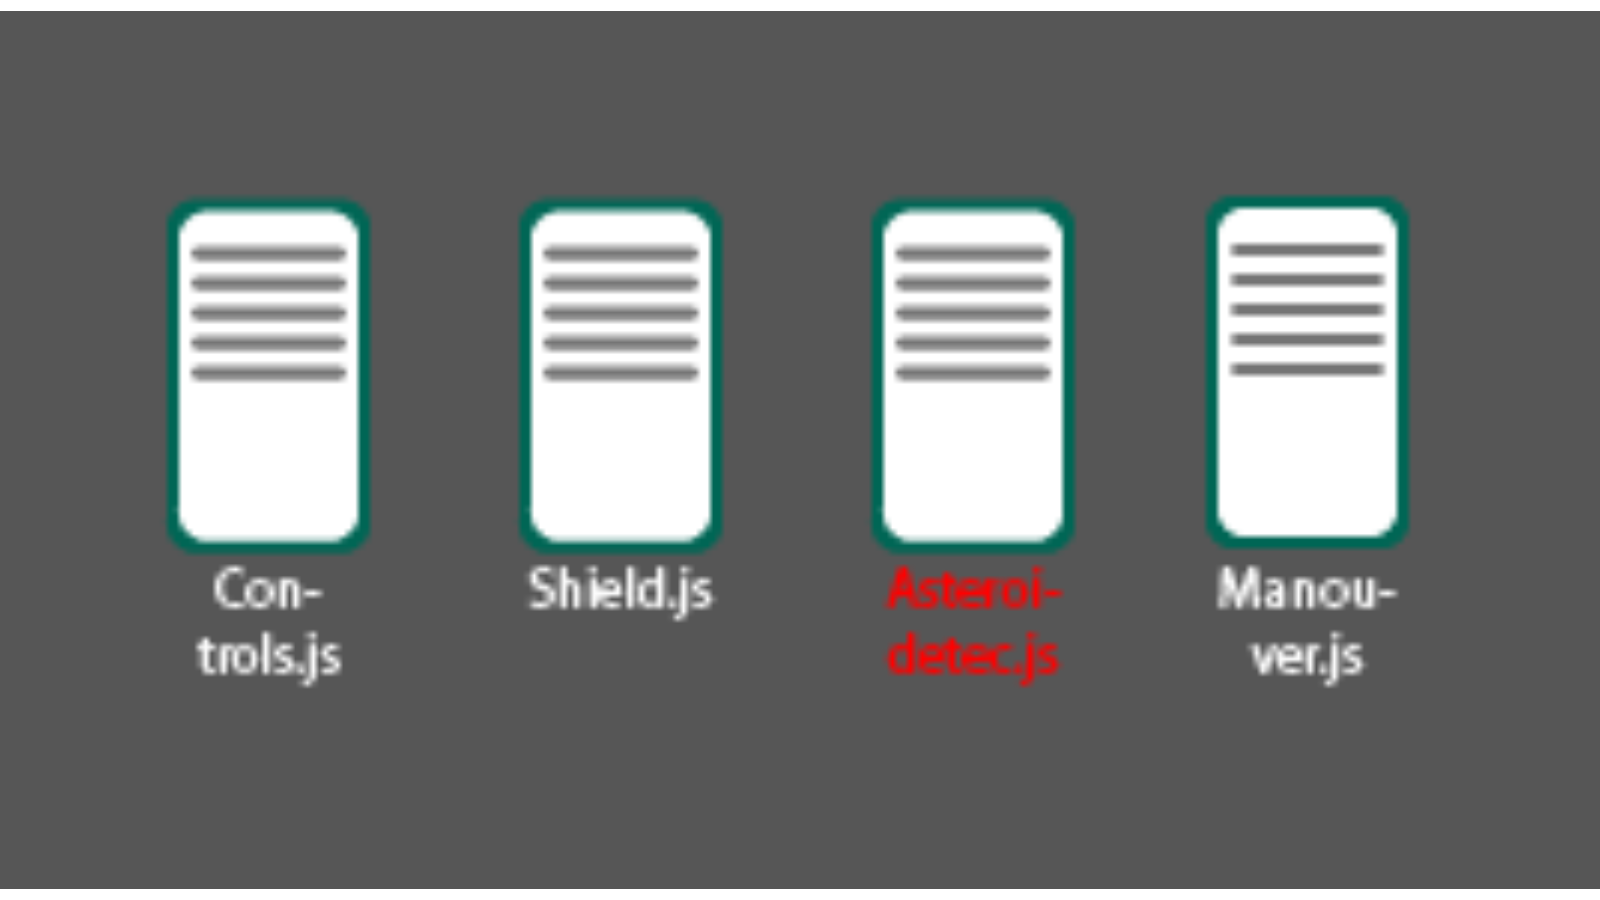 Con-
trols.js
Shield.js
Asteroi-
detec.js
Manou-
ver.js